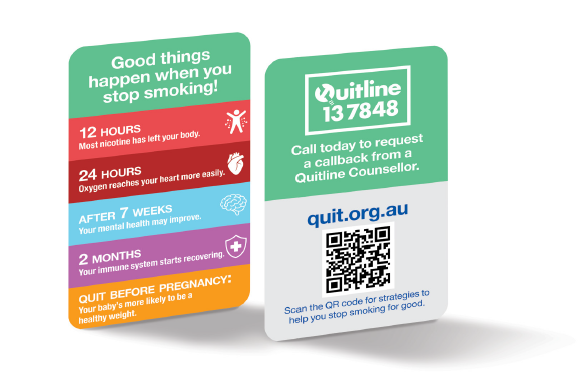 Good things
happen when you
stop smoking!
12 HOURS
Most nicotine has left your body.
24 HOURS
Oxygen reaches your heart more easily.
AFTER 7 WEEKS
Your mental health may improve.
2 MONTHS
Your immune system starts recovering.
QUIT BEFORE PREGNANCY:
Your baby's more likely to be a
healthy weight.
Quitline
13 7848
Call today to request
a callback from a
Quitline Counsellor.
quit.org.au
Scan the QR code for strategies to
help you stop smoking for good.